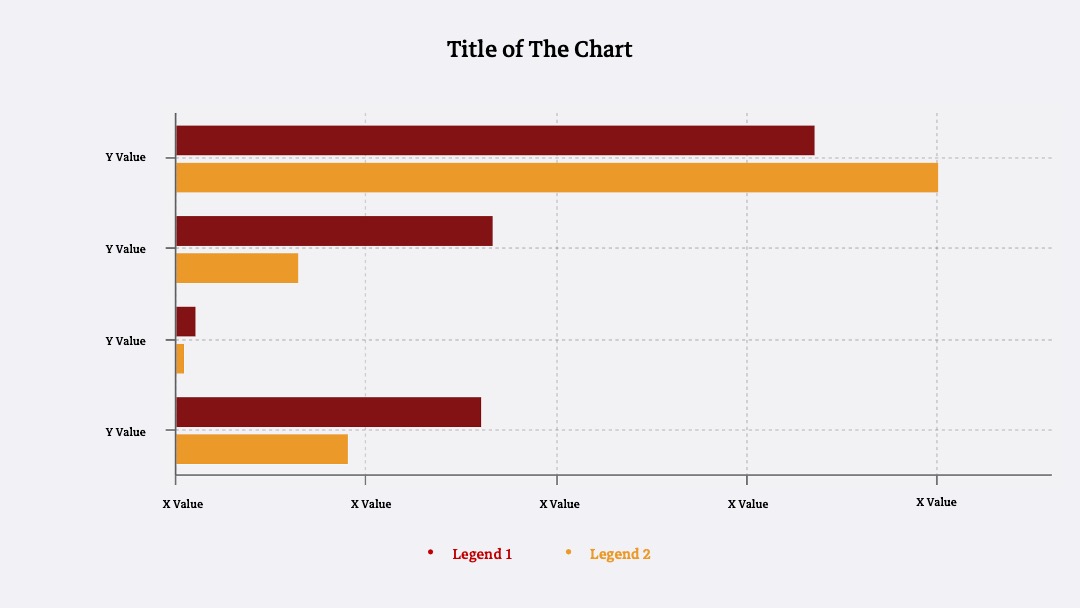 Title of The Chart
Y Value
Y Value
Y Value
Y Value
X Value X Value X Value X Value X Value
Legend 1 Legend 2